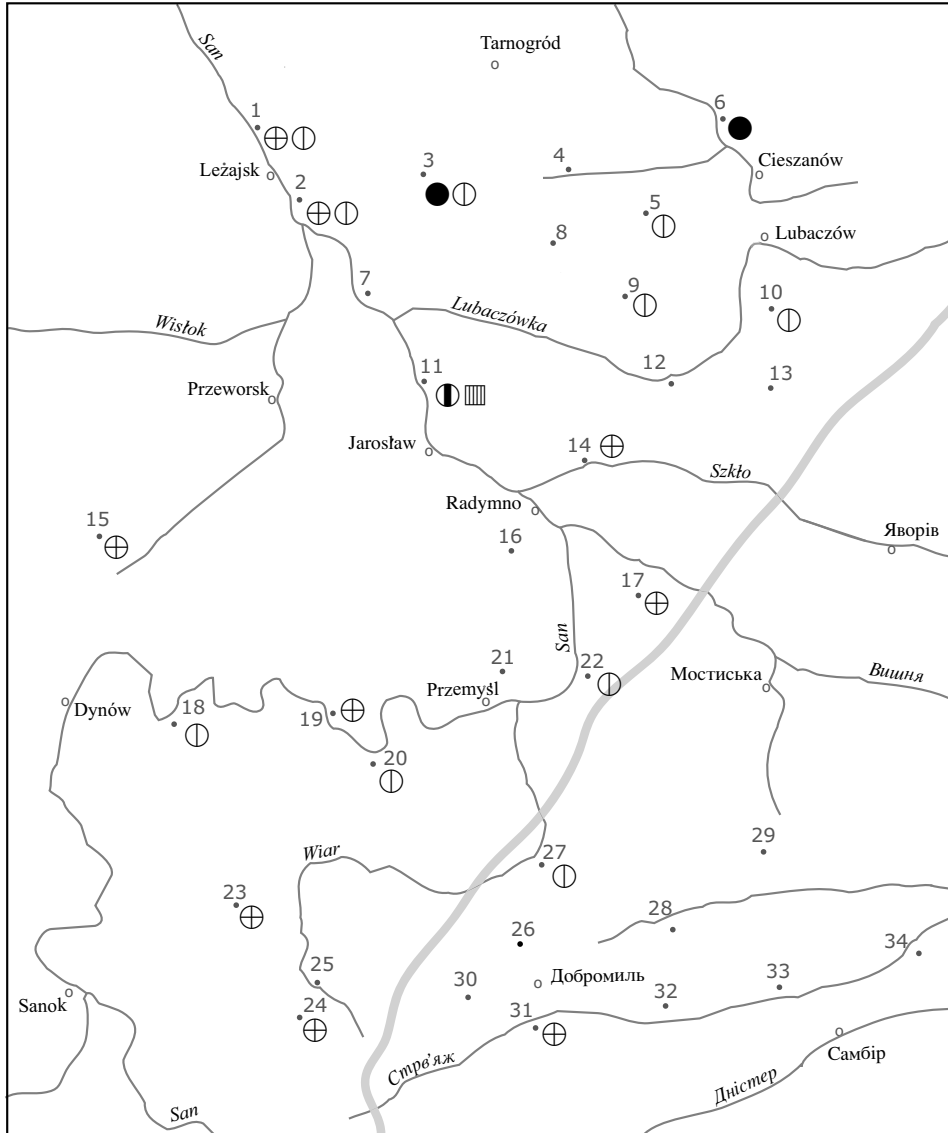 San
Tarnogród
1
6
Leżajsk
3
4
Cieszanów
2
5
8
Lubaczów
7
9
10
Wisłok
Lubaczówka
11
12
13
Przeworsk
Jarosław
14
Szkło
Radymno
15
16
Яворів
17
San
21
22
Przemyśl
Мостиська
Вишня
Dynów
18
19
20
Wiar
27
29
23
28
26
34
25
30
Добромиль
33
Sanok
24
31
32
Стрв’яж
Самбір
Дністер
San